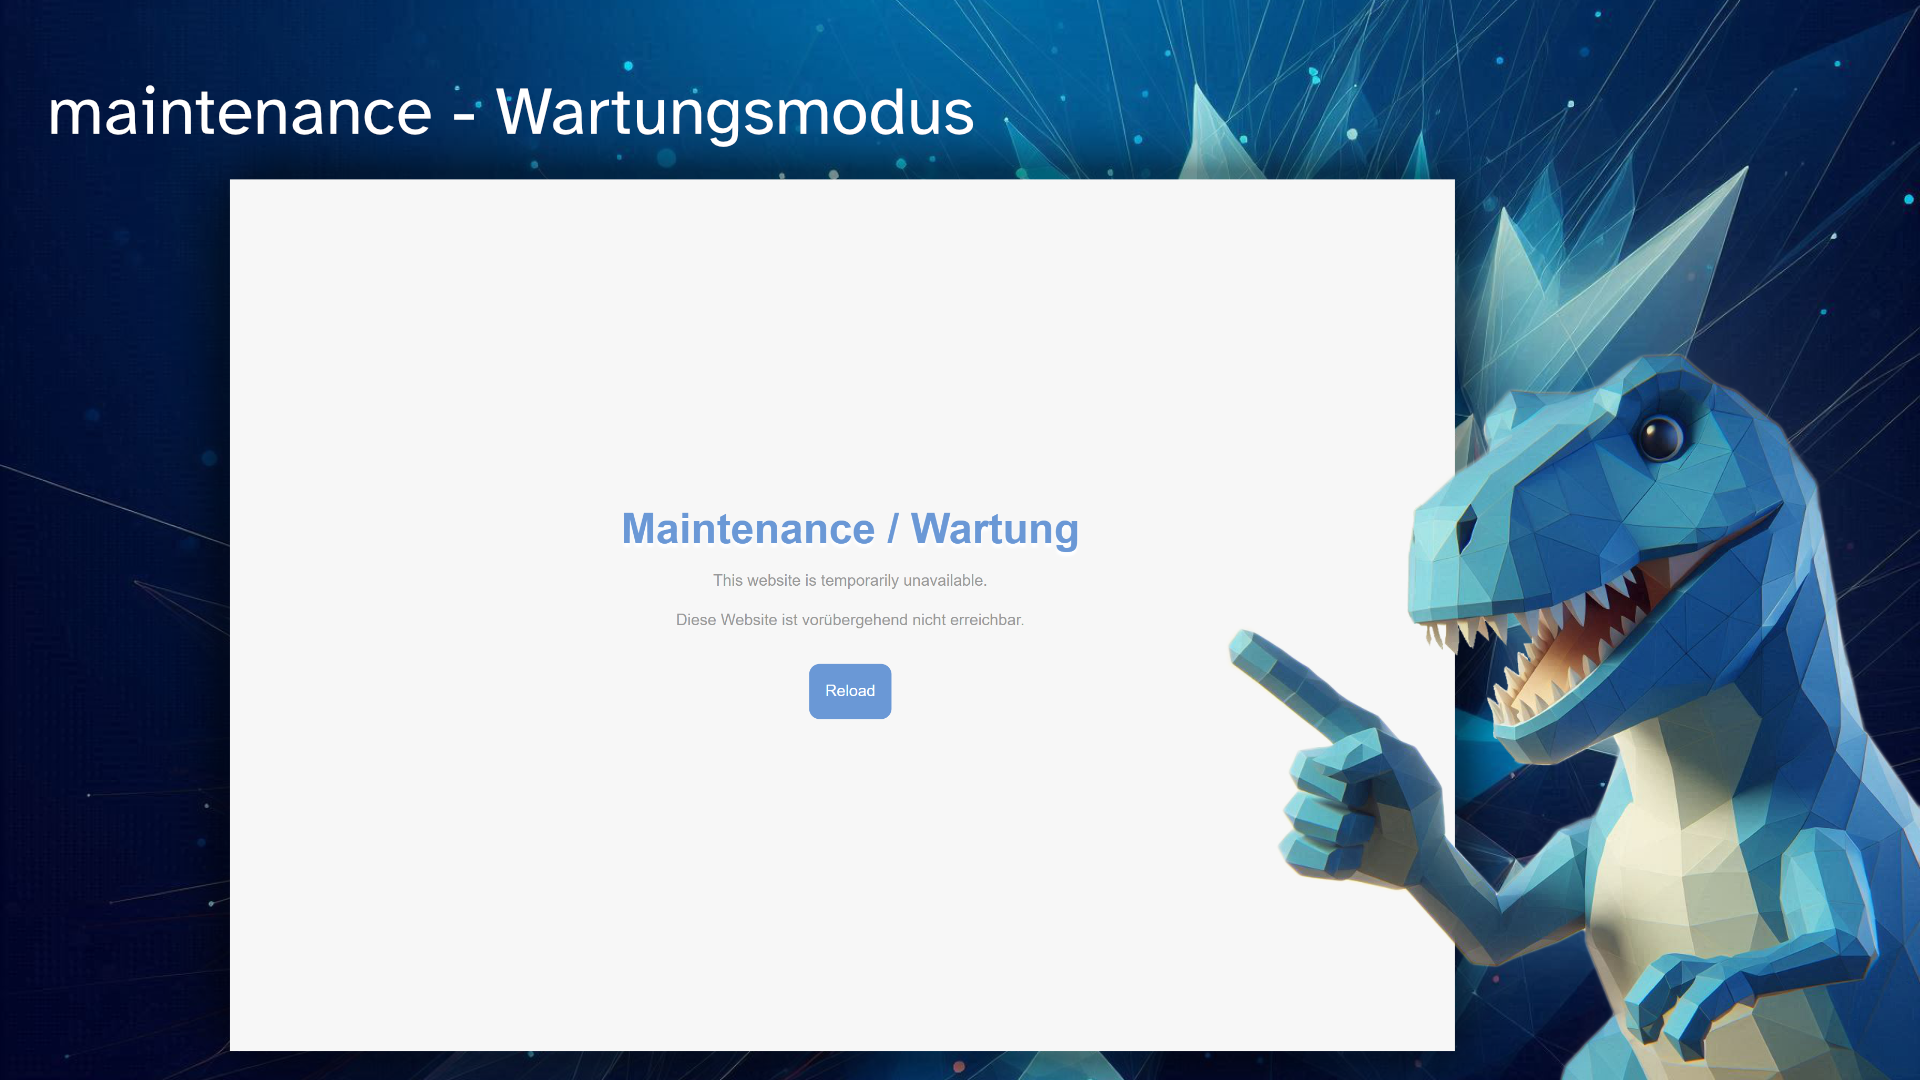 maintenance - Wartungsmodus
Maintenance / Wartung
This website is temporarily unavailable.
Diese Website ist vorübergehend nicht erreichbar.
Reload